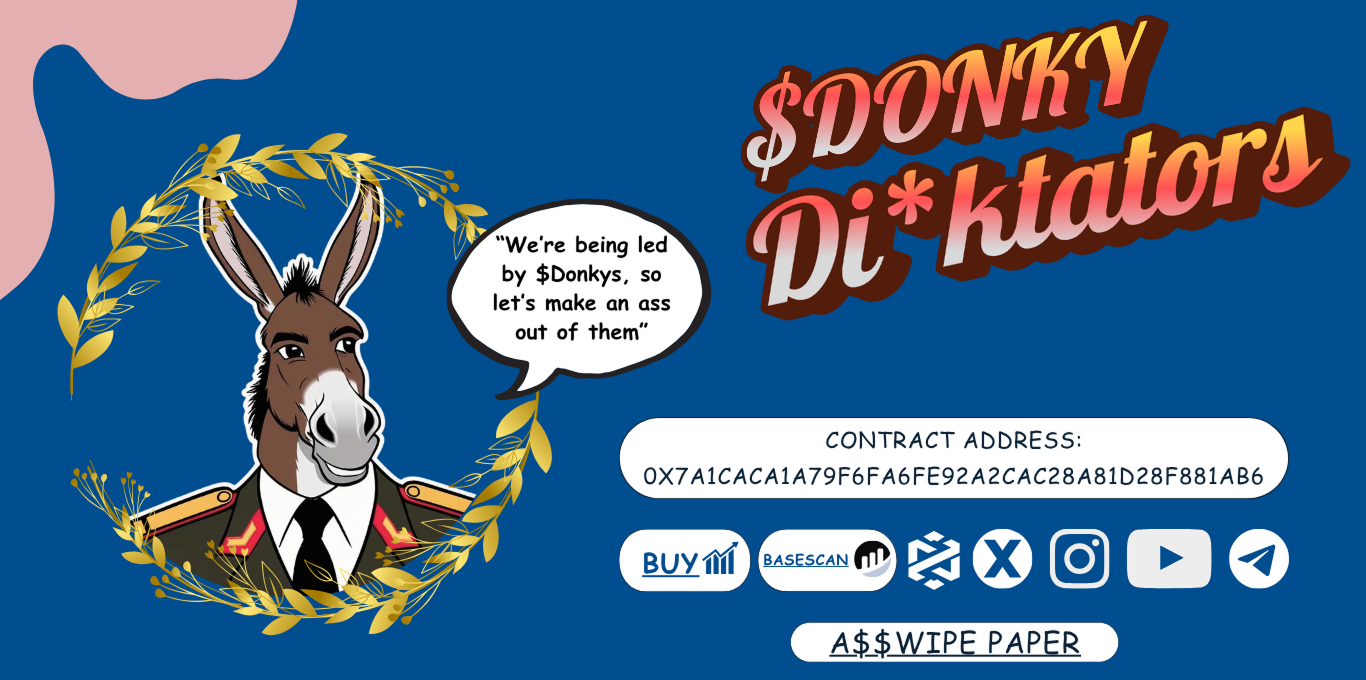 $DONKY
Di*ktators
“We’re being led
by $Donkys, so
let’s make an ass
out of them”
CONTRACT ADDRESS:
0X7A1CACA1A79F6FA6FE92A2CAC28A81D28F881AB6
BUY
BASESCAN
X
A$$WIPE PAPER